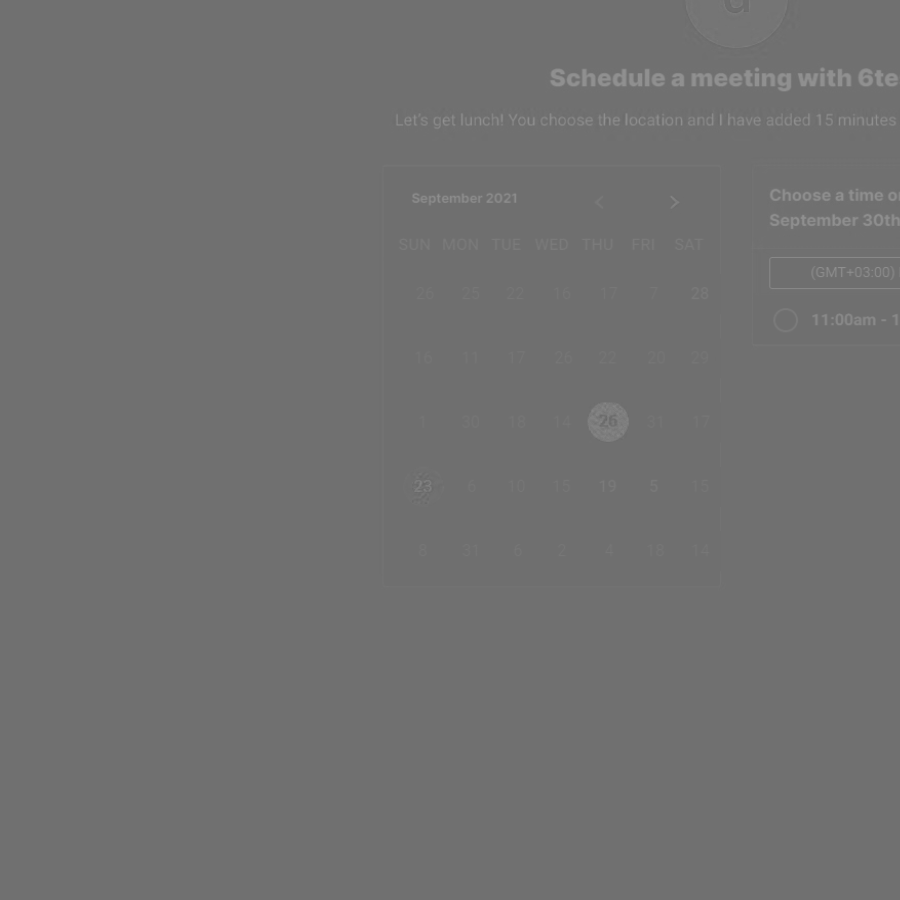 Schedule a meeting with 6te
Let's get lunch! You choose the location and I have added 15 minutes
September 2021
SUN MON TUE WED THU FRI SAT
26 25 22 16 17 7 28
16 11 17 26 22 20 29
1 30 18 14 26 31 17
23 6 10 15 19 5 15
8 31 6 2 4 18 14
Choose a time o
September 30th
(GMT+03:00)
11:00am - 1